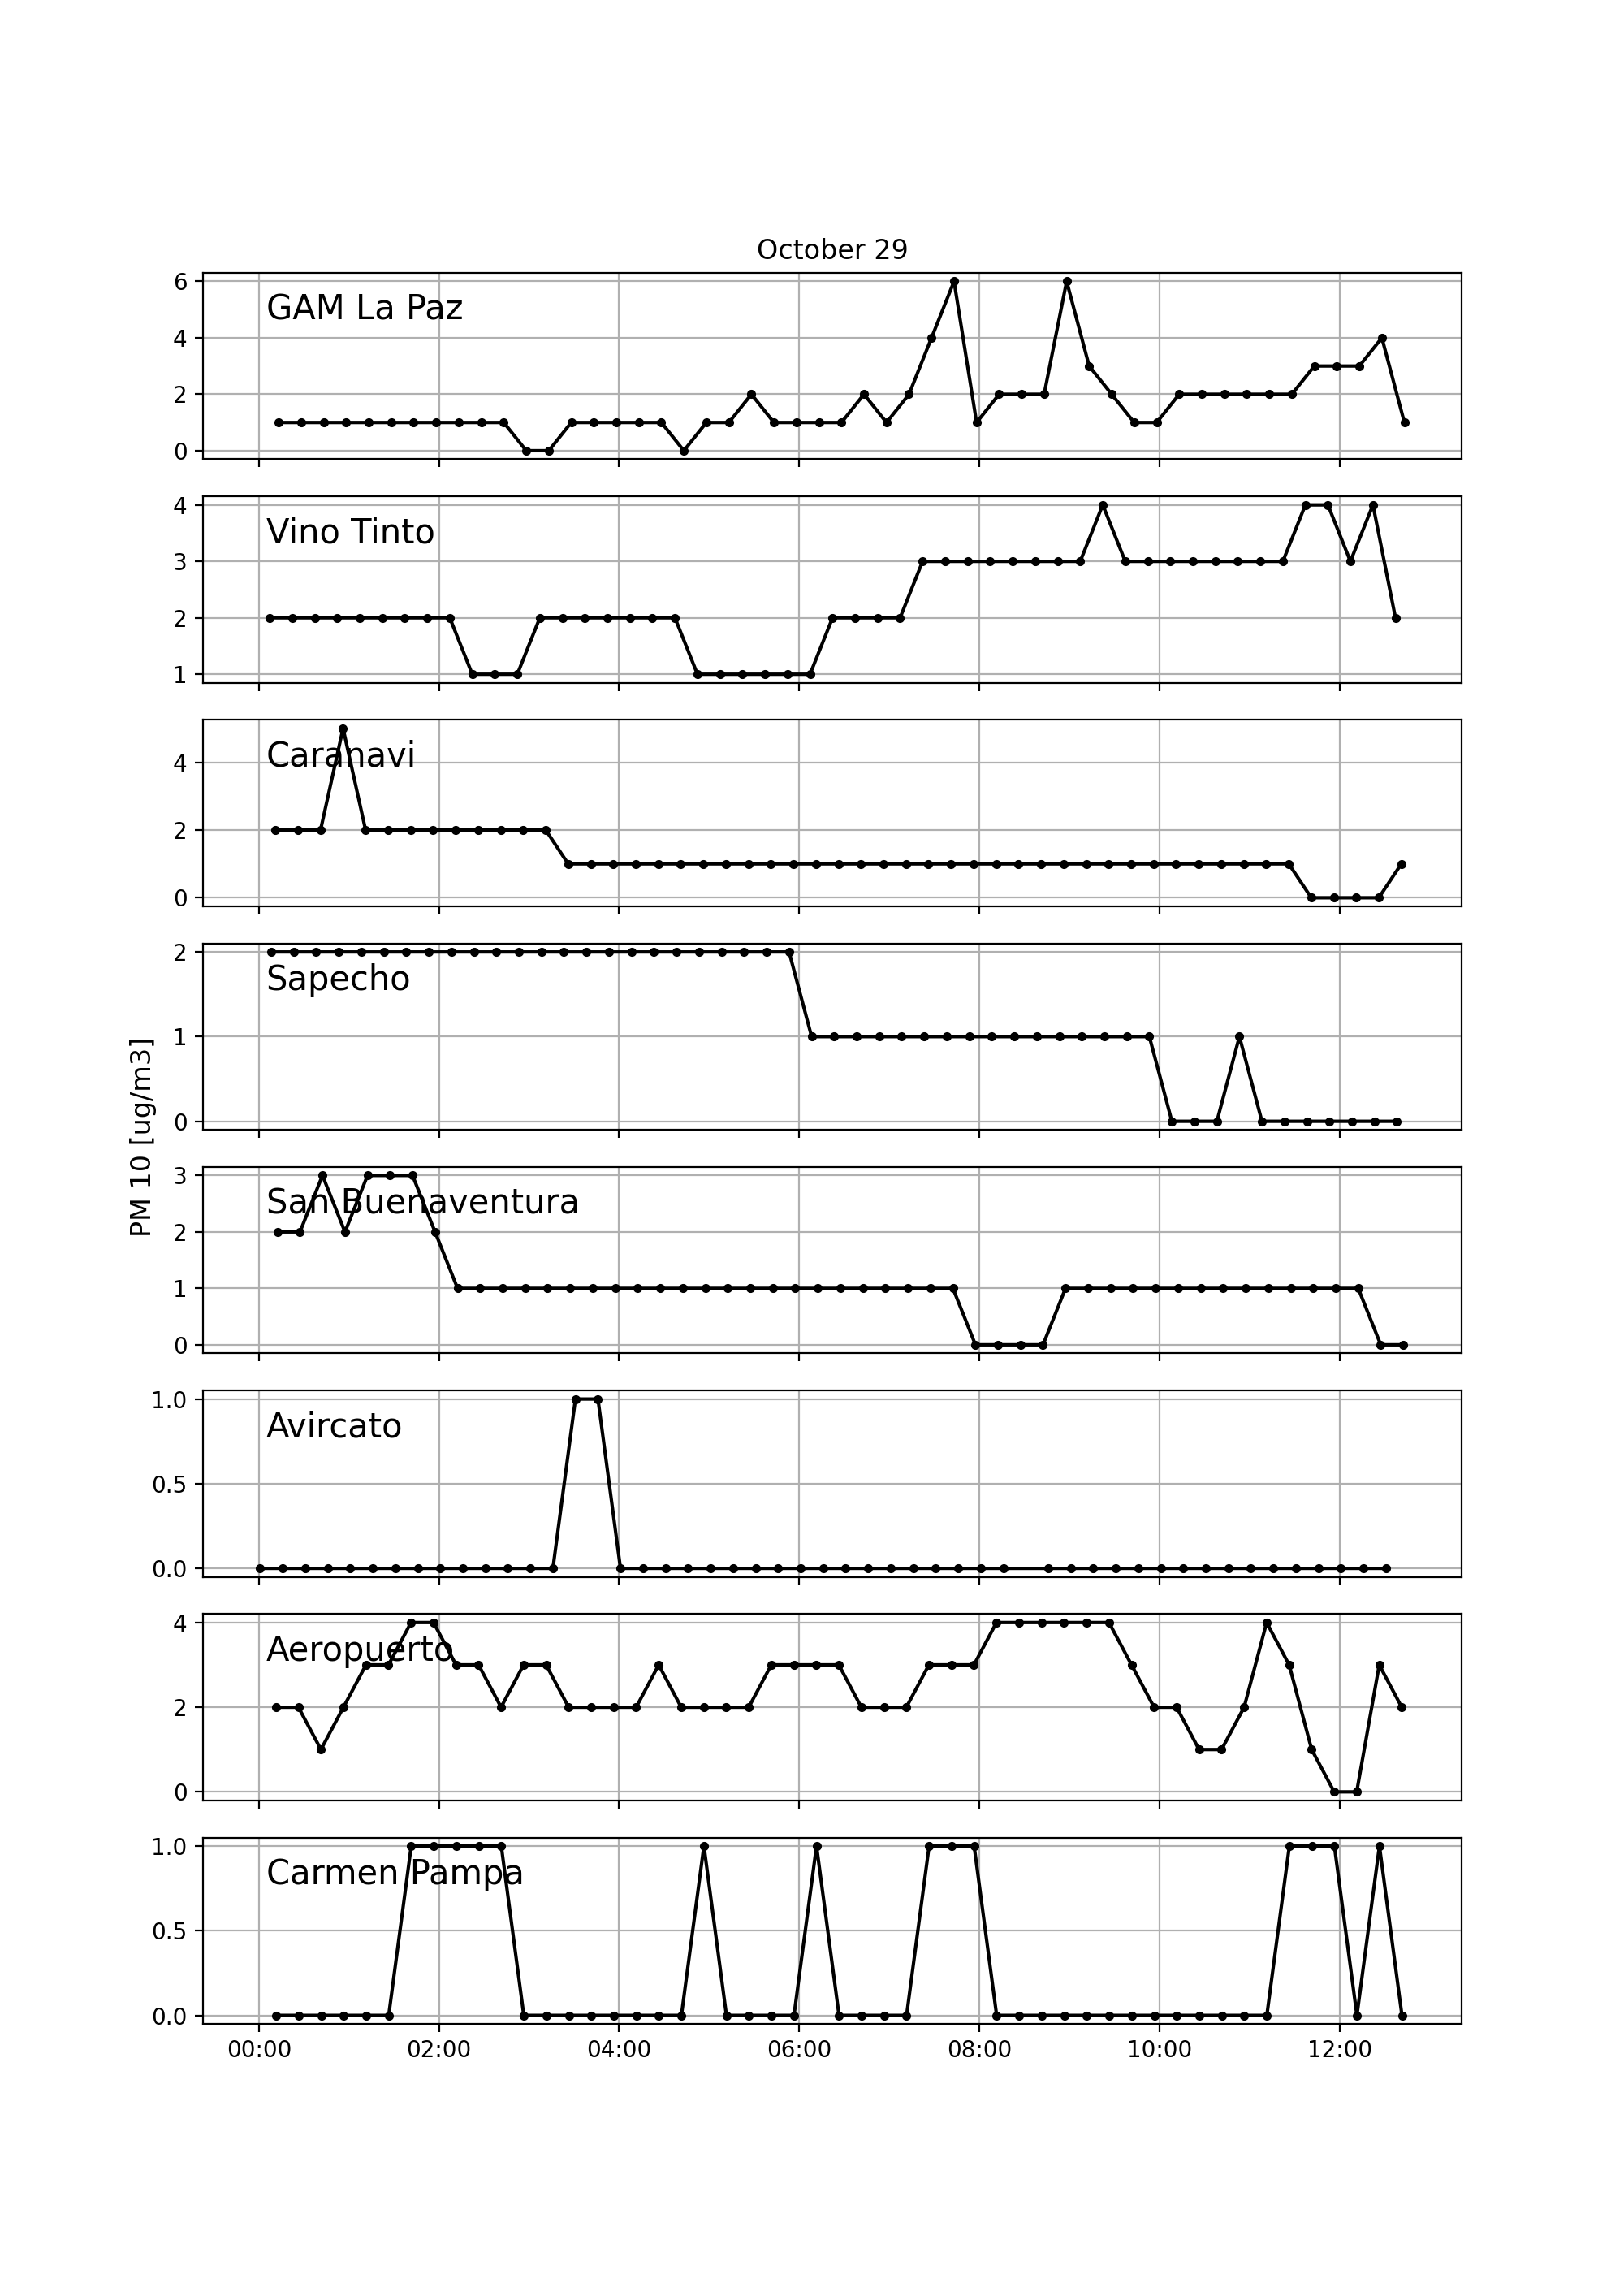 October 29
6
GAM La Paz
4
2
0
4
Vino Tinto
3
2
1
Caranavi
4
2
0
2
Sapecho
1
0
PM 10 [ug/m3]
3
San Buenaventura
2
1
0
1.0
Avircato
0.5
0.0
4
Aeropuerto
2
0
1.0
Carmen Pampa
0.5
0.0
00:00 02:00 04:00 06:00 08:00 10:00 12:00